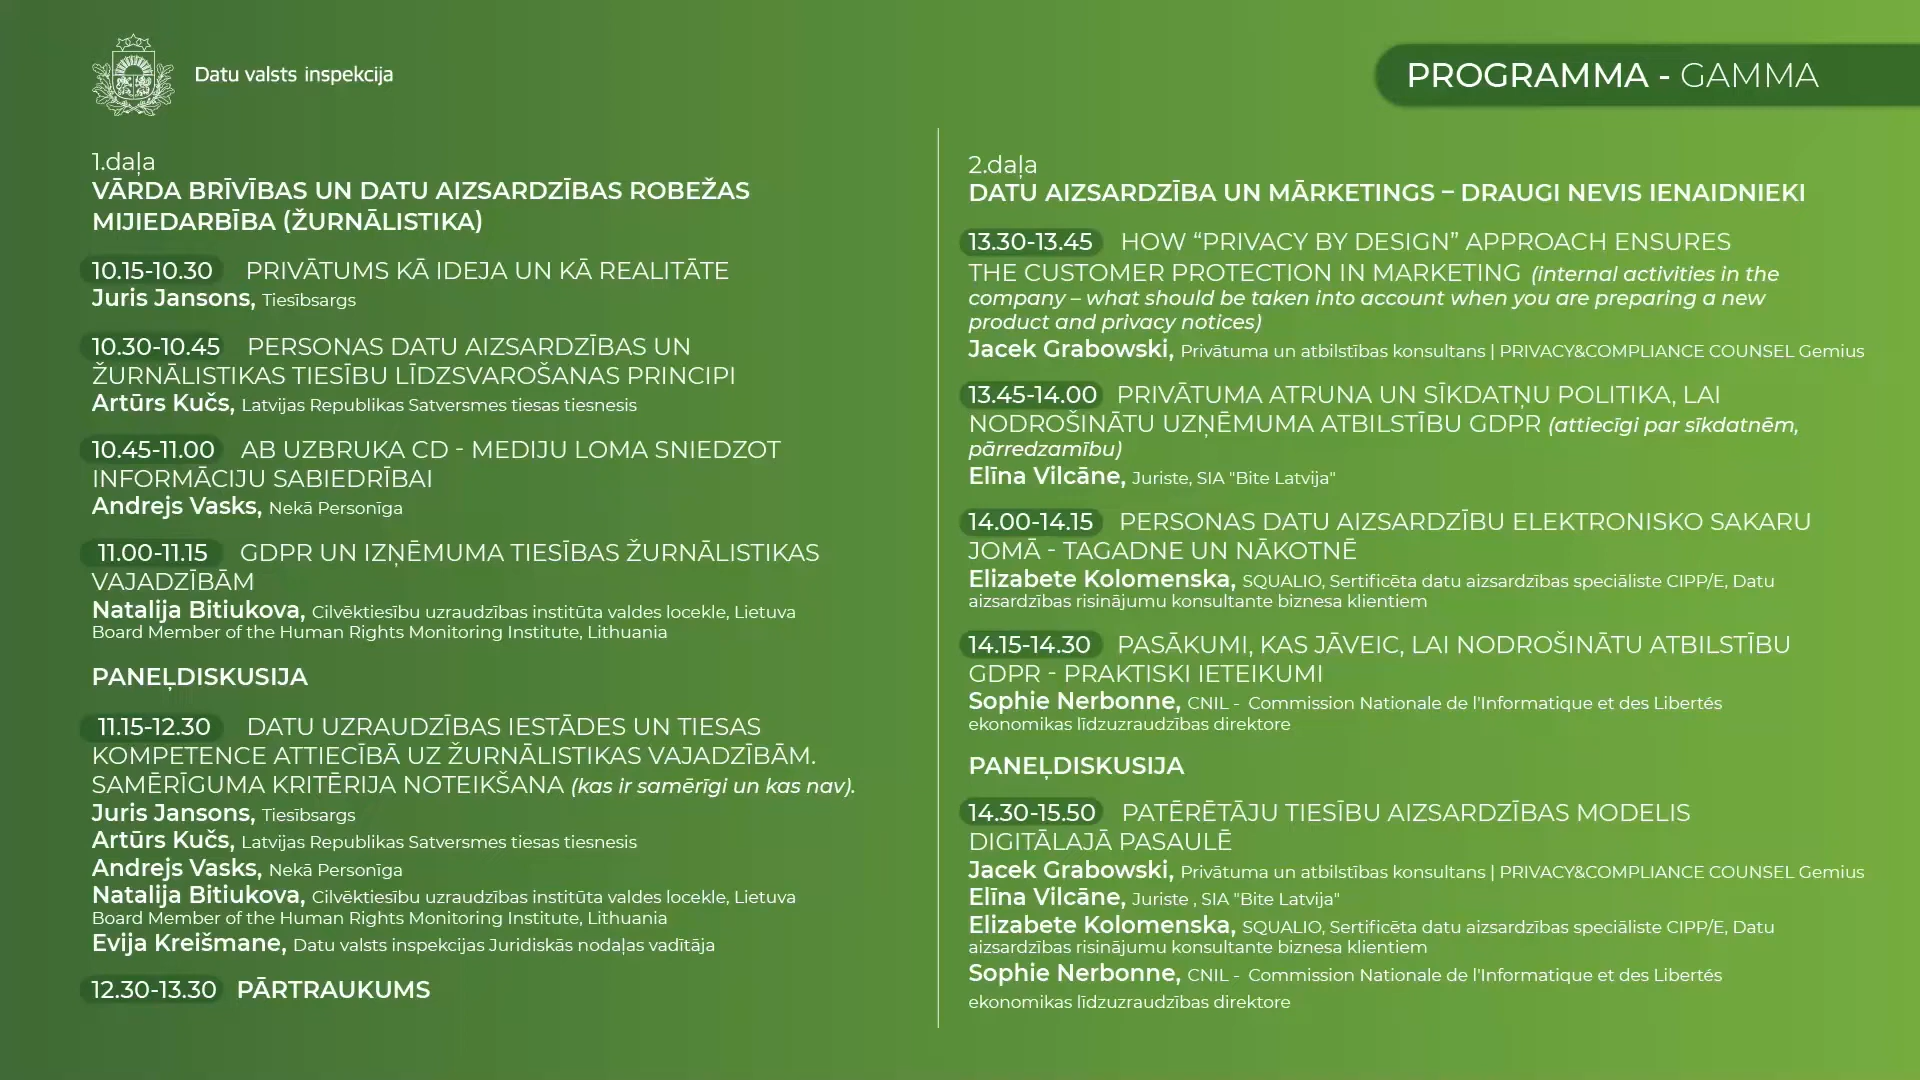 Datu valsts inspekcija
PROGRAMMA - GAMMA
1.daļa
VĀRDA BRĪVĪBAS UN DATU AIZSARDZĪBAS ROBEŽAS
MIJIEDARBĪBA (ŽURNĀLISTIKA)
10.15-10.30 PRIVĀTUMS KĀ IDEJA UN KĀ REALITĀTE
Juris Jansons, Tiesībsargs
10.30-10.45 PERSONAS DATU AIZSARDZĪBAS UN
ŽURNĀLISTIKAS TIESĪBU LĪDZSVAROŠANAS PRINCIPI
Artūrs Kučs, Latvijas Republikas Satversmes tiesas tiesnesis
10.45-11.00 AB UZBRUKA CD - MEDIJU LOMA SNIEDZOT
INFORMĀCIJU SABIEDRĪBAI
Andrejs Vasks, Nekā Personīga
11.00-11.15 GDPR UN IZŅĒMUMA TIESĪBAS ŽURNĀLISTIKAS
VAJADZĪBĀM
Natalija Bitiukova, Cilvēktiesību uzraudzības institūta valdes locekle, Lietuva
Board Member of the Human Rights Monitoring Institute, Lithuania
PANEĻDISKUSIJA
11.15-12.30 DATU UZRAUDZĪBAS IESTĀDES UN TIESAS
KOMPETENCE ATTIECĪBĀ UZ ŽURNĀLISTIKAS VAJADZĪBĀM.
SAMĒRĪGUMA KRITĒRIJA NOTEIKŠANA (kas ir samērīgi un kas nav).
Juris Jansons, Tiesībsargs
Artūrs Kučs, Latvijas Republikas Satversmes tiesas tiesnesis
Andrejs Vasks, Nekā Personīga
Natalija Bitiukova, Cilvēktiesību uzraudzības institūta valdes locekle, Lietuva
Board Member of the Human Rights Monitoring Institute, Lithuania
Evija Kreišmane, Datu valsts inspekcijas Juridiskās nodaļas vadītāja
12.30-13.30 PĀRTRAUKUMS
2.daļa
DATU AIZSARDZĪBA UN MĀRKETINGS – DRAUGI NEVIS IENAIDNIEKI
13.30-13.45 HOW “PRIVACY BY DESIGN” APPROACH ENSURES
THE CUSTOMER PROTECTION IN MARKETING (internal activities in the
company – what should be taken into account when you are preparing a new
product and privacy notices)
Jacek Grabowski, Privātuma un atbilstības konsultans | PRIVACY&COMPLIANCE COUNSEL Gemius
13.45-14.00 PRIVĀTUMA ATRUNA UN SĪKDATŅU POLITIKA, LAI
NODROŠINĀTU UZŅĒMUMA ATBILSTĪBU GDPR (attiecīgi par sīkdatnēm,
pārredzamību)
Elīna Vilcāne, Juriste, SIA "Bite Latvija"
14.00-14.15 PERSONAS DATU AIZSARDZĪBU ELEKTRONISKO SAKARU
JOMĀ - TAGADNE UN NĀKOTNĒ
Elizabete Kolomenska, SQUALIO, Sertificēta datu aizsardzības speciāliste CIPP/E, Datu
aizsardzības risinājumu konsultante biznesa klientiem
14.15-14.30 PASĀKUMI, KAS JĀVEIC, LAI NODROŠINĀTU ATBILSTĪBU
GDPR - PRAKTISKI IETEIKUMI
Sophie Nerbonne, CNIL - Commission Nationale de l'Informatique et des Libertés
ekonomikas līdzuzraudzības direktore
PANEĻDISKUSIJA
14.30-15.50 PATĒRĒTĀJU TIESĪBU AIZSARDZĪBAS MODELIS
DIGITĀLAJĀ PASAULĒ
Jacek Grabowski, Privātuma un atbilstības konsultans | PRIVACY&COMPLIANCE COUNSEL Gemius
Elīna Vilcāne, Juriste , SIA "Bite Latvija"
Elizabete Kolomenska, SQUALIO, Sertificēta datu aizsardzības speciāliste CIPP/E, Datu
aizsardzības risinājumu konsultante biznesa klientiem
Sophie Nerbonne, CNIL - Commission Nationale de l'Informatique et des Libertés
ekonomikas līdzuzraudzības direktore